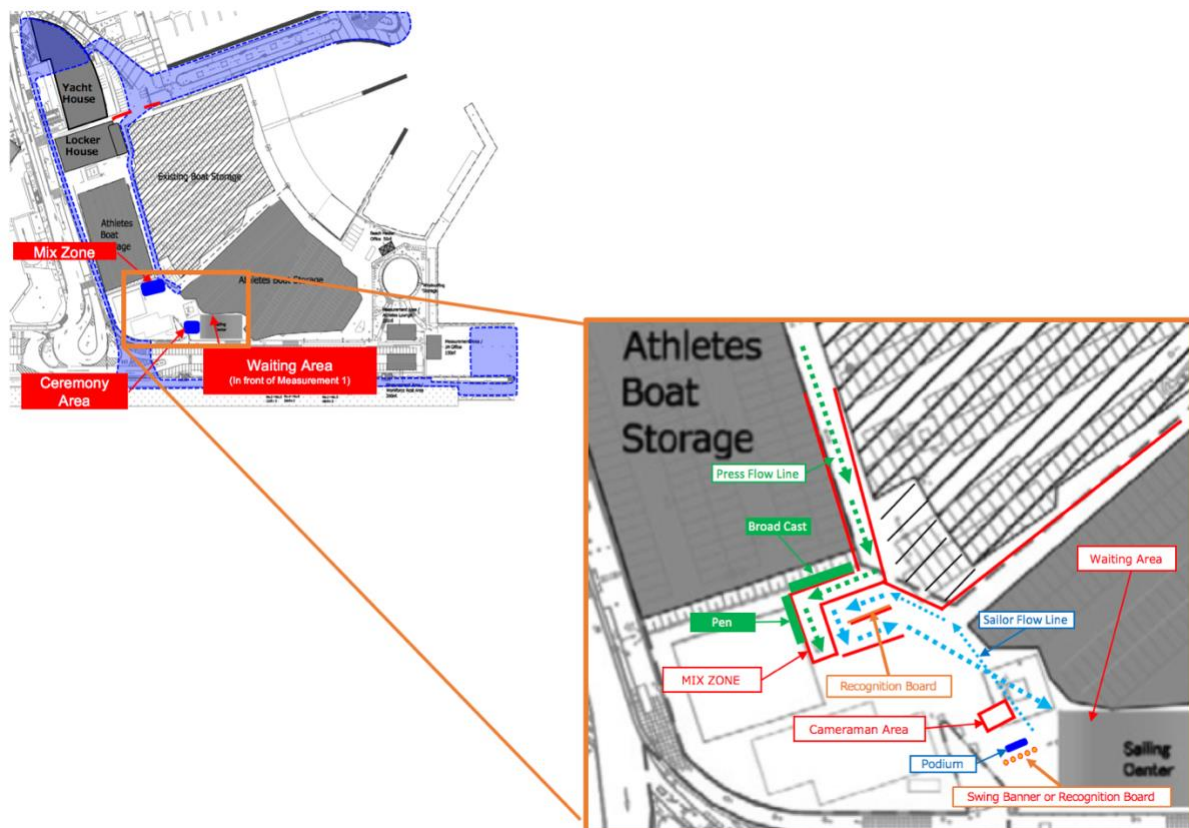 Yacht
House
Locker
House
Existing Boat Storage
Athletes
Boat
Mix Zone
Athletes Boat Storage
Waiting Area
(In front of Measurement 1)
Ceremony
Area
Athletes
Boat
Storage
Press Flow Line
Broad Cast
Waiting Area
Pen
Sailor Flow Line
MIX ZONE
Recognition Board
Cameraman Area
Podium
Sailing
Center
Swing Banner or Recognition Board